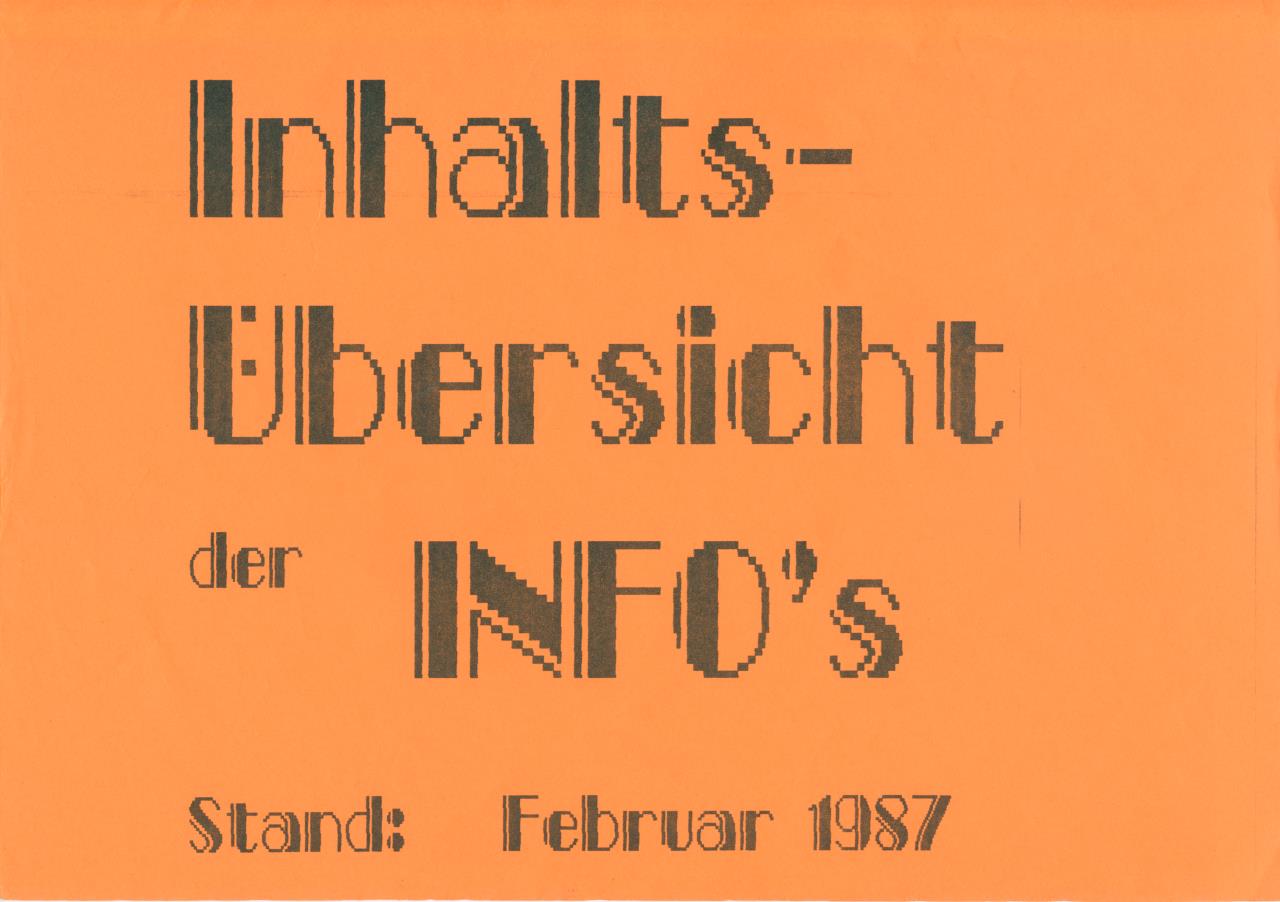 Inhalts-
Übersicht
der INFO's
Stand: Februar 1987